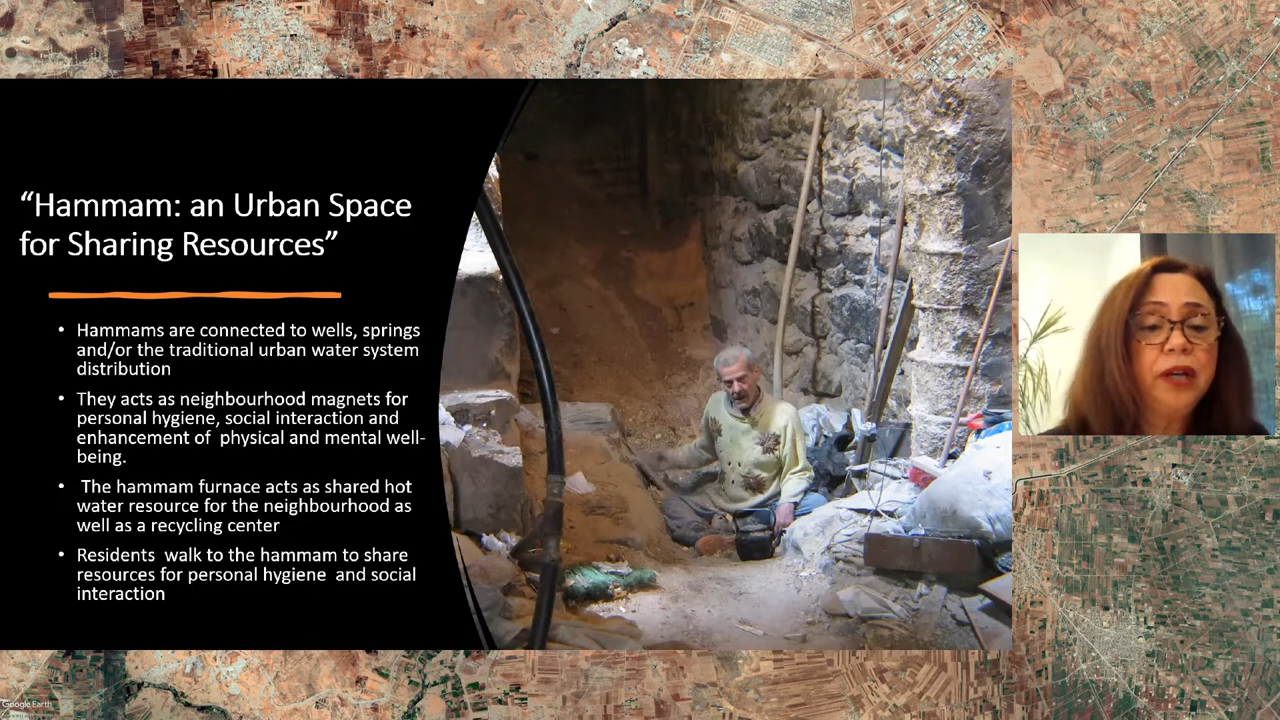 “Hammam: an Urban Space
for Sharing Resources”
• Hammams are connected to wells, springs
and/or the traditional urban water system
distribution
• They acts as neighbourhood magnets for
personal hygiene, social interaction and
enhancement of physical and mental well-
being.
• The hammam furnace acts as shared hot
water resource for the neighbourhood as
well as a recycling center
• Residents walk to the hammam to share
resources for personal hygiene and social
interaction
Google Earth